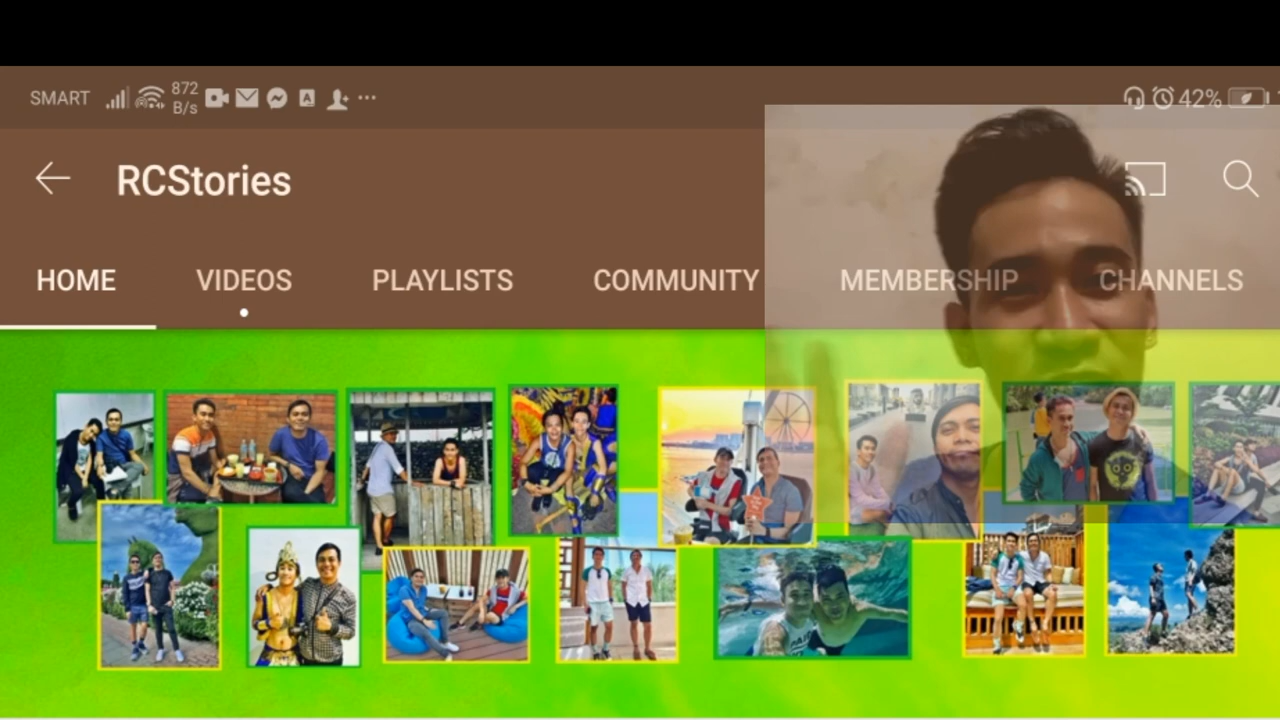 SMART 872 B/s A 42%
RCStories
HOME VIDEOS PLAYLISTS COMMUNITY MEMBERSHIP CHANNELS